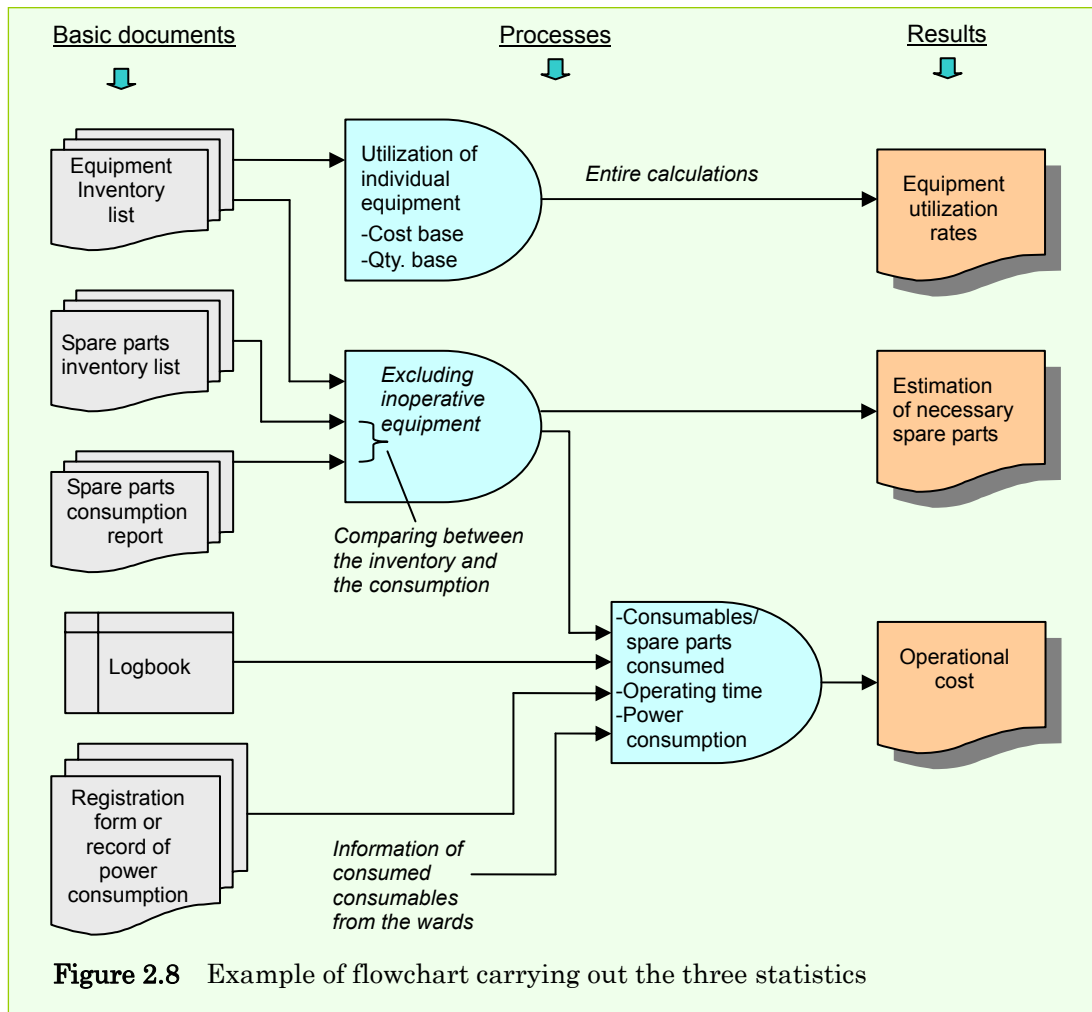 Basic documents
Processes
Results
Equipment
Inventory
list
Utilization of
individual
equipment
-Cost base
-Qty. base
Entire calculations
Equipment
utilization
rates
Spare parts
inventory list
Excluding
inoperative
equipment
Estimation
of necessary
spare parts
Spare parts
consumption
report
Comparing between
the inventory and
the consumption
Logbook
-Consumables/
spare parts
consumed
-Operating time
-Power
consumption
Operational
cost
Registration
form or
record of
power
consumption
Information of
consumed
consumables
from the wards
Figure 2.8 Example of flowchart carrying out the three statistics